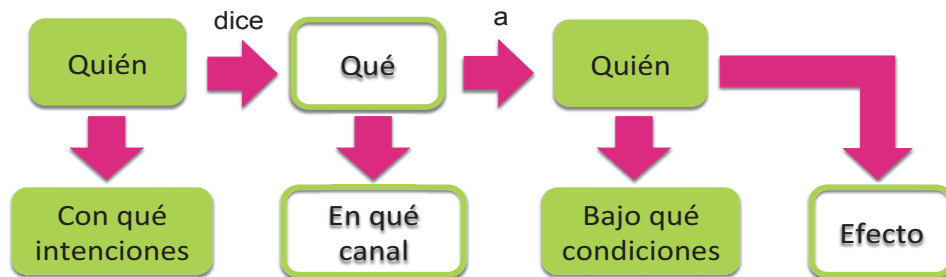 dice
a
Quién
Qué
Quién
Con qué
intenciones
En qué
canal
Bajo qué
condiciones
Efecto